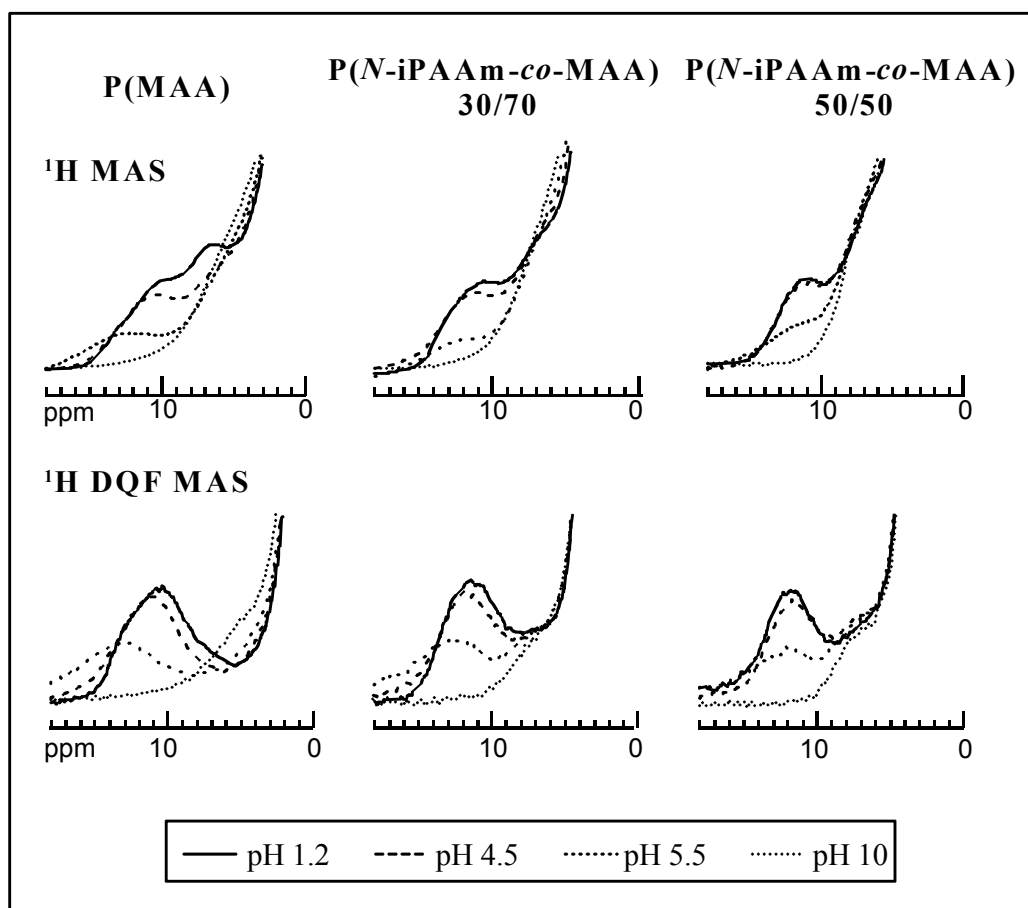 P(MAA)
P(N-iPAAm-co-MAA)
30/70
P(N-iPAAm-co-MAA)
50/50
¹H MAS
ppm 10 0
10 0
10 0
¹H DQF MAS
ppm 10 0
10 0
10 0
pH 1.2 pH 4.5 pH 5.5 pH 10